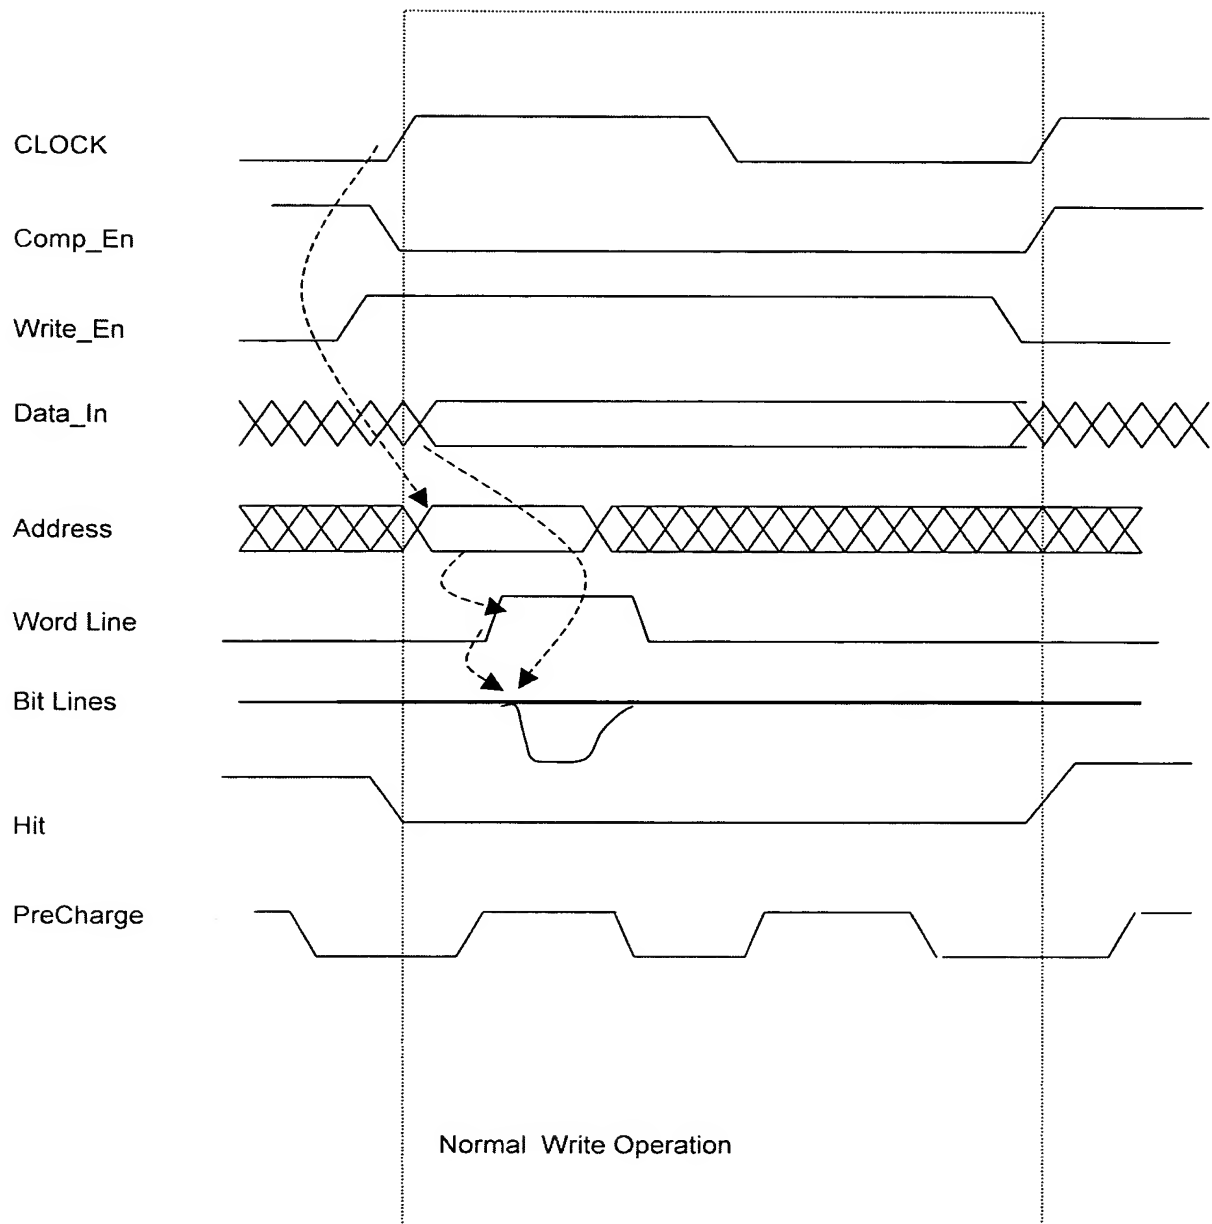 CLOCK
Comp_En
Write_En
Data_In
Address
Word Line
Bit Lines
Hit
PreCharge
Normal Write Operation